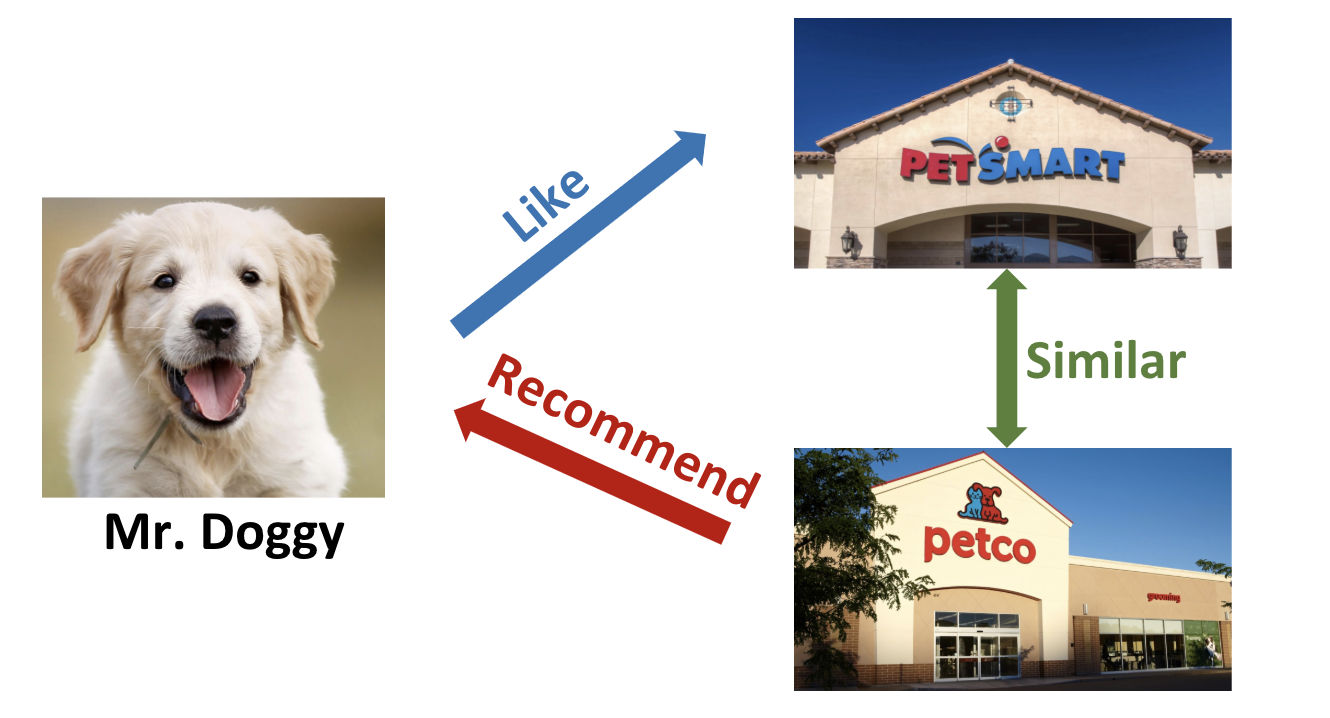 Like
PETSMART
Recommend
Similar
Mr. Doggy
petco
grooming